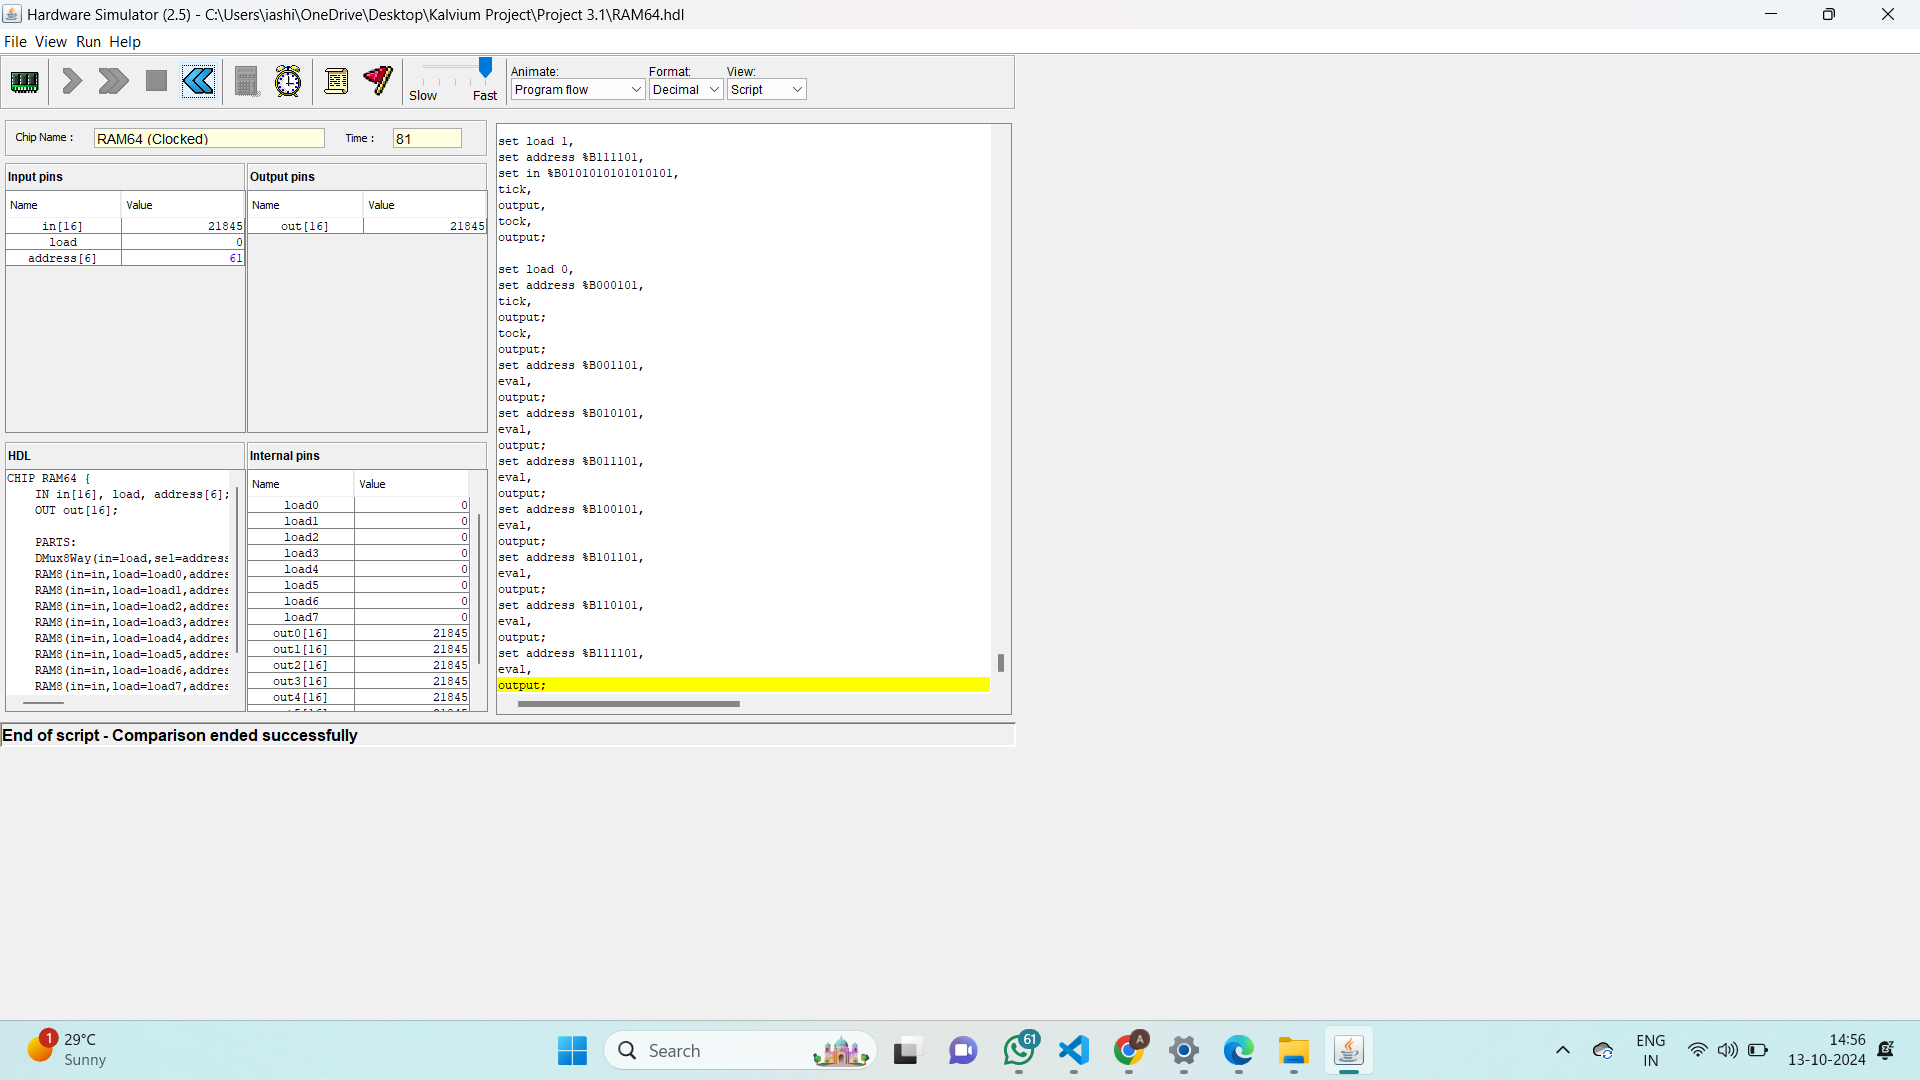 Hardware Simulator (2.5) - C:\Users\iashi\OneDrive\Desktop\Kalvium Project\Project 3.1\RAM64.hdl
File View Run Help
Slow Fast
Animate: Format: View:
Program flow Decimal Script
Chip Name : RAM64 (Clocked) Time : 81
Input pins
Name Value
in[16] 21845
load 0
address[6] 61
Output pins
Name Value
out[16] 21845
HDL
CHIP RAM64 {
IN in[16], load, address[6];
OUT out[16];
PARTS:
DMux8Way(in=load,sel=address
RAM8(in=in,load=load0,addres
RAM8(in=in,load=load1,addres
RAM8(in=in,load=load2,addres
RAM8(in=in,load=load3,addres
RAM8(in=in,load=load4,addres
RAM8(in=in,load=load5,addres
RAM8(in=in,load=load6,addres
RAM8(in=in,load=load7,addres
Internal pins
Name Value
load0 0
load1 0
load2 0
load3 0
load4 0
load5 0
load6 0
load7 0
out0[16] 21845
out1[16] 21845
out2[16] 21845
out3[16] 21845
out4[16] 21845
set load 1,
set address %B111101,
set in %B0101010101010101,
tick,
output,
tock,
output;
set load 0,
set address %B000101,
tick,
output;
tock,
output;
set address %B001101,
eval,
output;
set address %B010101,
eval,
output;
set address %B011101,
eval,
output;
set address %B100101,
eval,
output;
set address %B101101,
eval,
output;
set address %B110101,
eval,
output;
set address %B111101,
eval,
output;
End of script - Comparison ended successfully
1
29°C
Sunny
Search
61
A
ENG
IN
14:56
13-10-2024